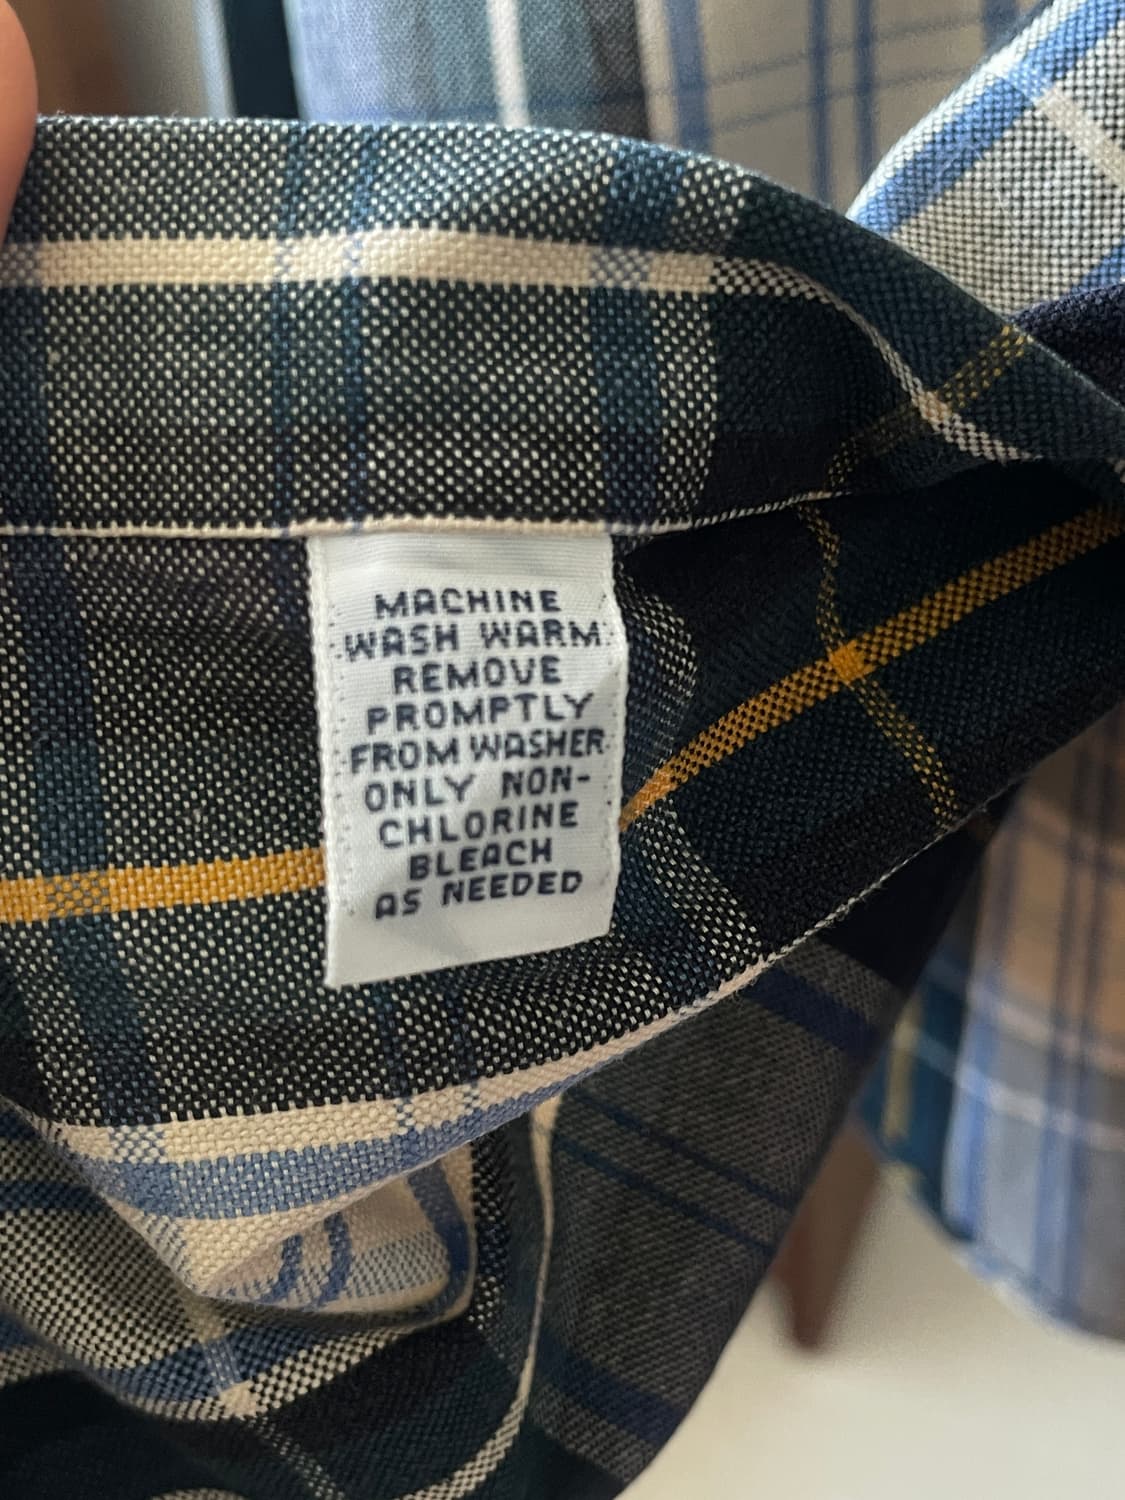 MACHINE
WASH WARM
REMOVE
PROMPTLY
FROM WASHER
ONLY NON-
CHLORINE
BLEACH
AS NEEDED